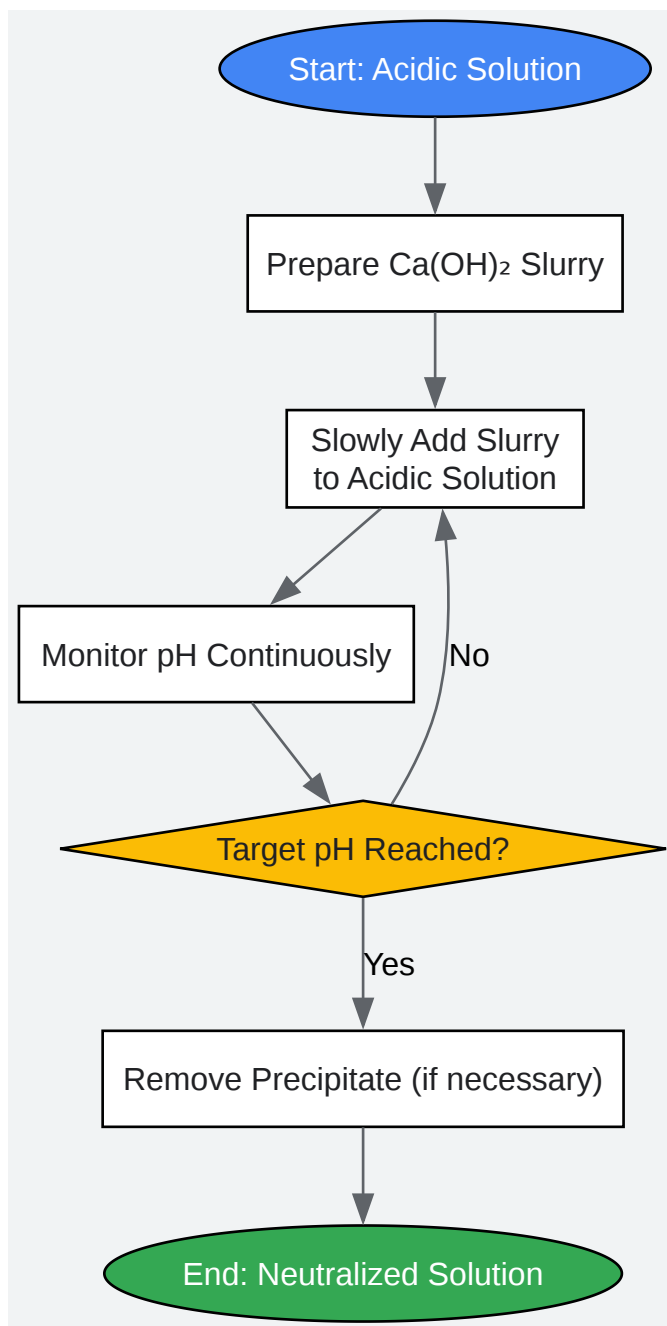 Start: Acidic Solution
Prepare Ca(OH)₂ Slurry
Slowly Add Slurry
to Acidic Solution
Monitor pH Continuously
No
Target pH Reached?
Yes
Remove Precipitate (if necessary)
End: Neutralized Solution